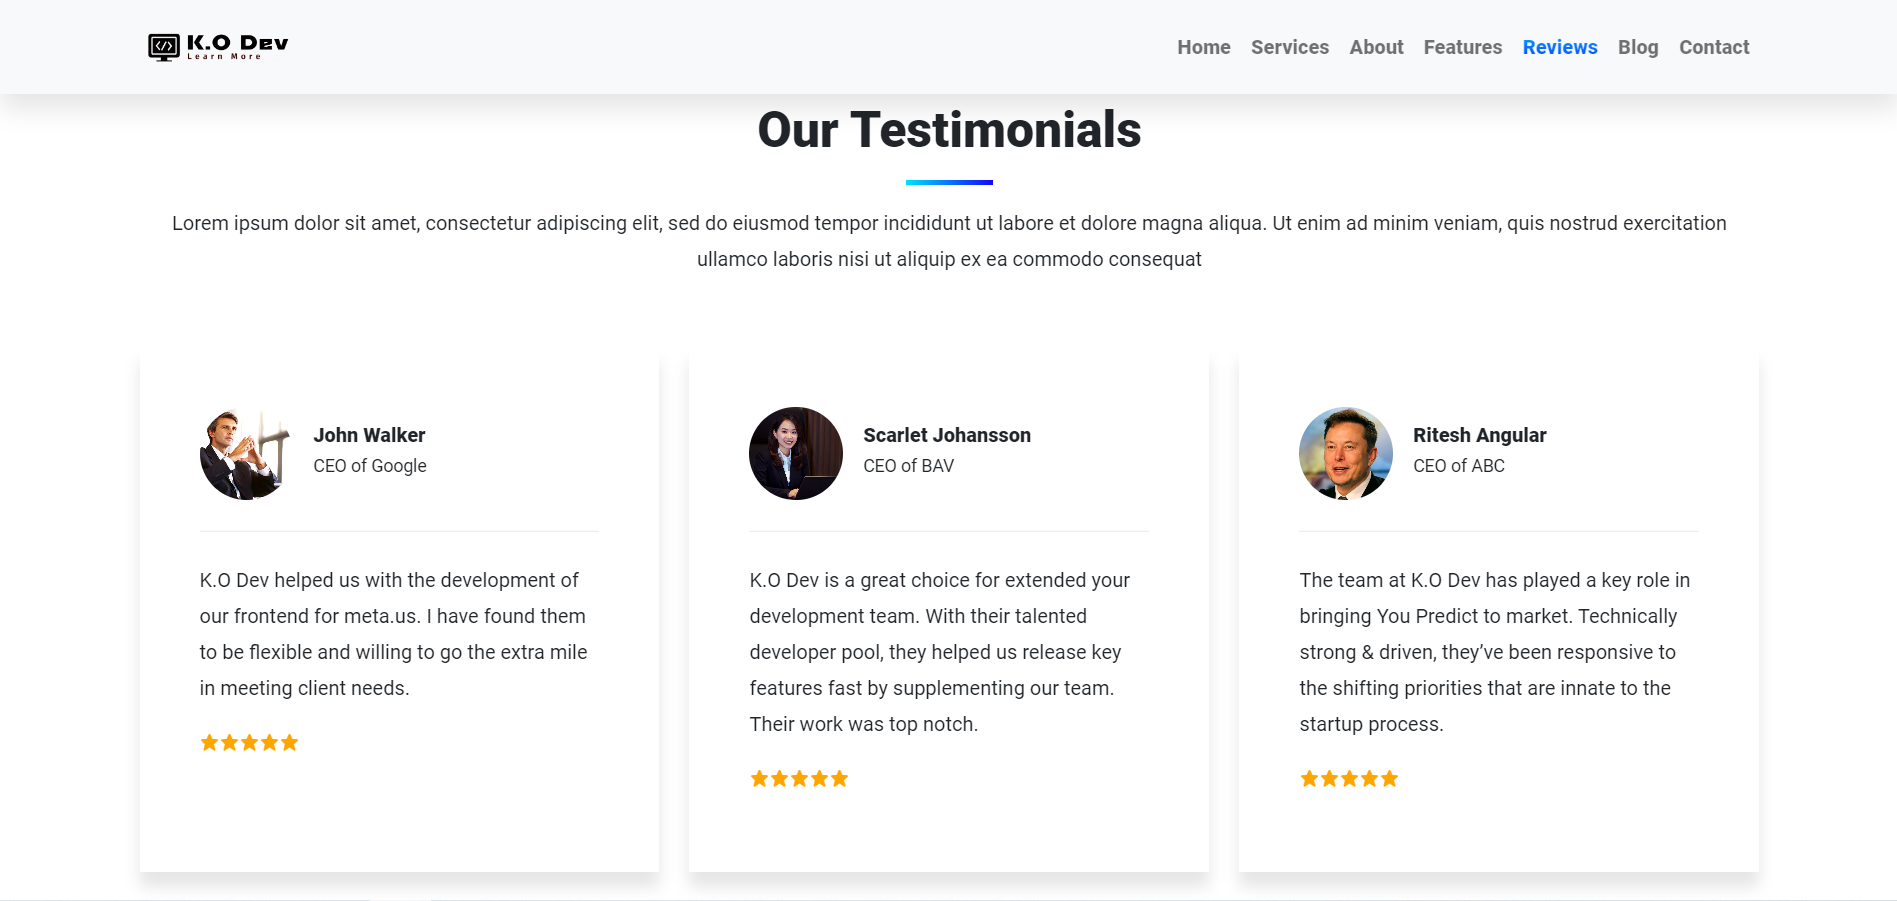 K.O Dev
Learn More
Home Services About Features Reviews Blog Contact
Our Testimonials
Lorem ipsum dolor sit amet, consectetur adipiscing elit, sed do eiusmod tempor incididunt ut labore et dolore magna aliqua. Ut enim ad minim veniam, quis nostrud exercitation
ullamco laboris nisi ut aliquip ex ea commodo consequat
John Walker
CEO of Google
K.O Dev helped us with the development of
our frontend for meta.us. I have found them
to be flexible and willing to go the extra mile
in meeting client needs.
Scarlet Johansson
CEO of BAV
K.O Dev is a great choice for extended your
development team. With their talented
developer pool, they helped us release key
features fast by supplementing our team.
Their work was top notch.
Ritesh Angular
CEO of ABC
The team at K.O Dev has played a key role in
bringing You Predict to market. Technically
strong & driven, they’ve been responsive to
the shifting priorities that are innate to the
startup process.